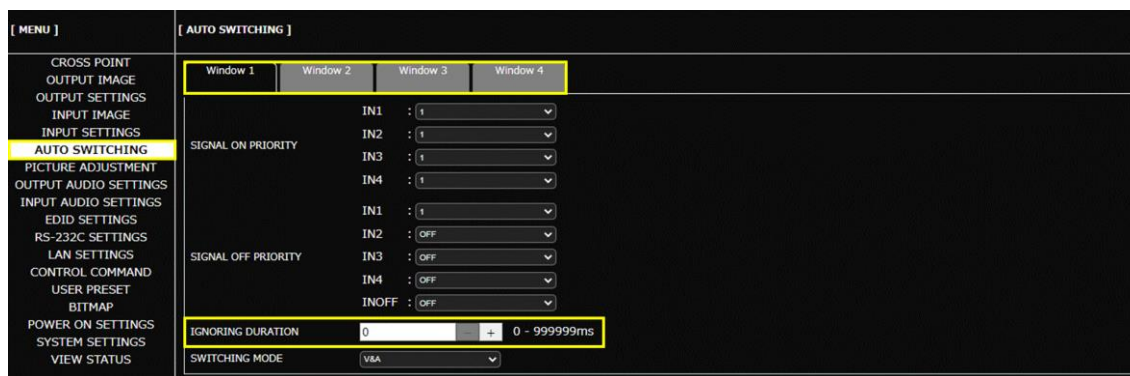 [ MENU ]
CROSS POINT
OUTPUT IMAGE
OUTPUT SETTINGS
INPUT IMAGE
INPUT SETTINGS
AUTO SWITCHING
PICTURE ADJUSTMENT
OUTPUT AUDIO SETTINGS
INPUT AUDIO SETTINGS
EDID SETTINGS
RS-232C SETTINGS
LAN SETTINGS
CONTROL COMMAND
USER PRESET
BITMAP
POWER ON SETTINGS
SYSTEM SETTINGS
VIEW STATUS
[ AUTO SWITCHING ]
Window 1 Window 2 Window 3 Window 4
SIGNAL ON PRIORITY
IN1 : 1
IN2 : 1
IN3 : 1
IN4 : 1
SIGNAL OFF PRIORITY
IN1 : 1
IN2 : OFF
IN3 : OFF
IN4 : OFF
INOFF : OFF
IGNORING DURATION 0 - + 0 - 999999ms
SWITCHING MODE V&A